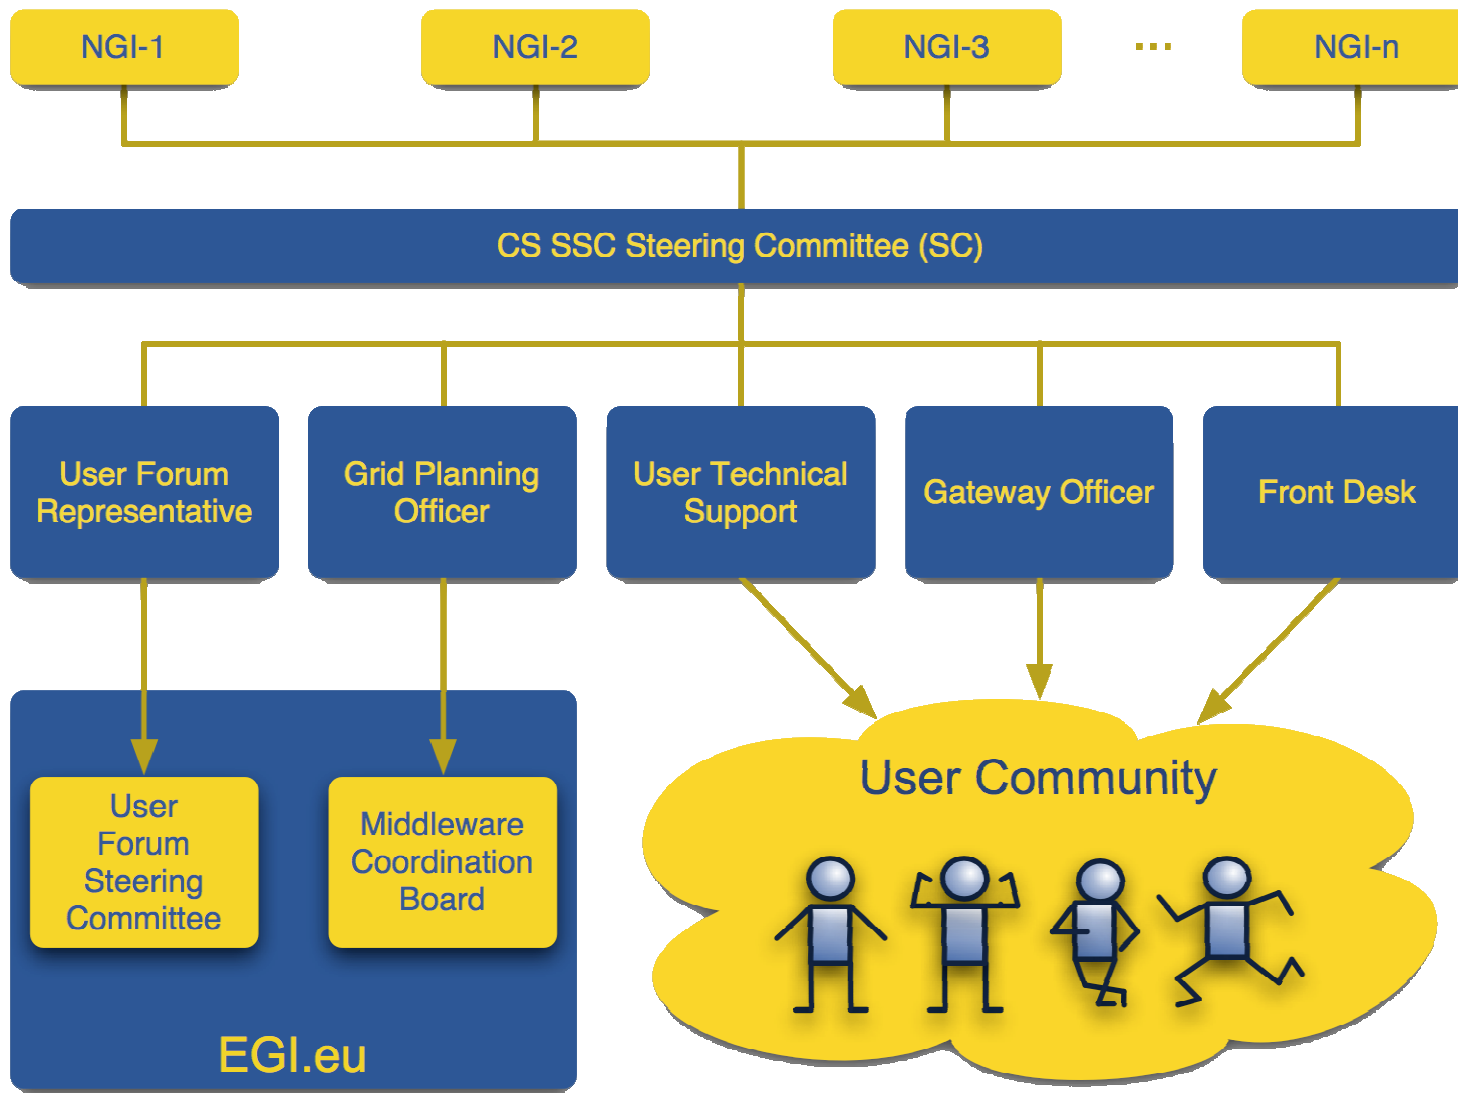 NGI-1
NGI-2
NGI-3
...
NGI-n
CS SSC Steering Committee (SC)
User Forum
Representative
Grid Planning
Officer
User Technical
Support
Gateway Officer
Front Desk
User
Forum
Steering
Committee
Middleware
Coordination
Board
EGI.eu
User Community